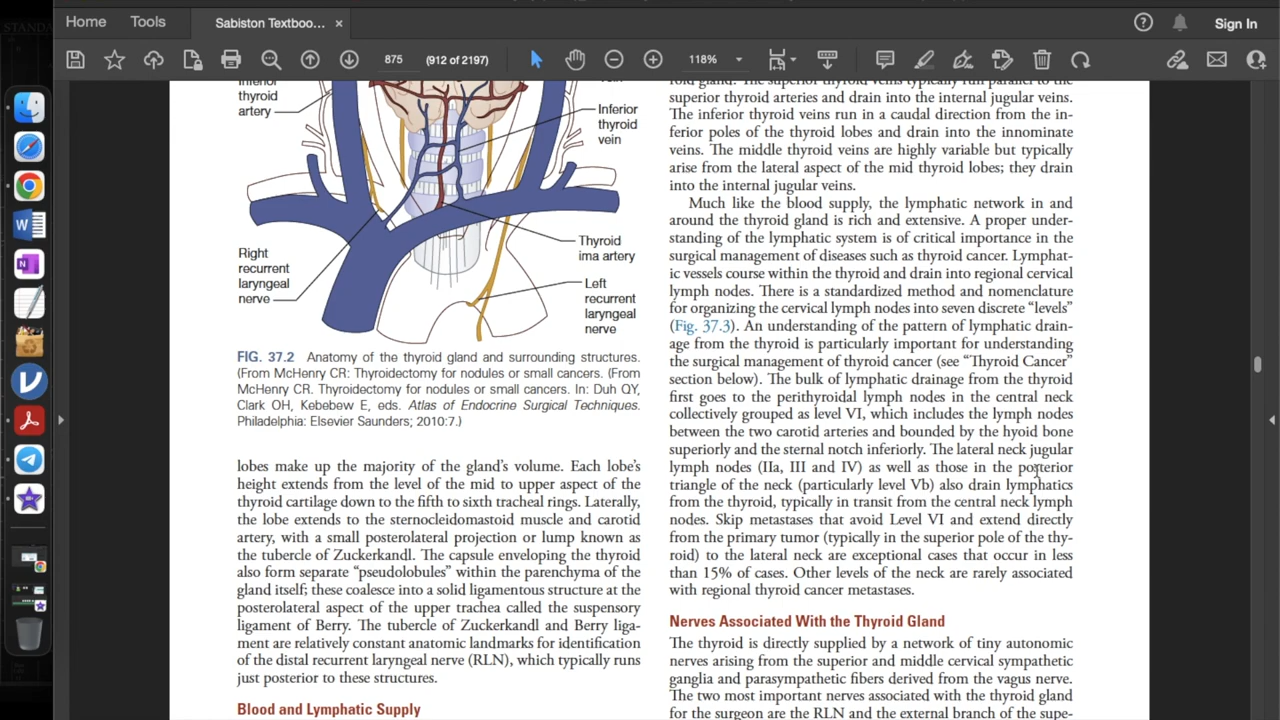 Home
Tools
Sabiston Textboo...
×
Sign In
875
(912 of 2197)
118%
thyroid
artery
Inferior
thyroid
vein
Right
recurrent
laryngeal
nerve
Thyroid
ima artery
Left
recurrent
laryngeal
nerve
FIG. 37.2 Anatomy of the thyroid gland and surrounding structures.
(From McHenry CR: Thyroidectomy for nodules or small cancers. (From
McHenry CR. Thyroidectomy for nodules or small cancers. In: Duh QY,
Clark OH, Kebebew E, eds. Atlas of Endocrine Surgical Techniques.
Philadelphia: Elsevier Saunders; 2010:7.)
lobes make up the majority of the gland’s volume. Each lobe’s
height extends from the level of the mid to upper aspect of the
thyroid cartilage down to the fifth to sixth tracheal rings. Laterally,
the lobe extends to the sternocleidomastoid muscle and carotid
artery, with a small posterolateral projection or lump known as
the tubercle of Zuckerkandl. The capsule enveloping the thyroid
also form separate “pseudolobules” within the parenchyma of the
gland itself; these coalesce into a solid ligamentous structure at the
posterolateral aspect of the upper trachea called the suspensory
ligament of Berry. The tubercle of Zuckerkandl and Berry liga-
ment are relatively constant anatomic landmarks for identification
of the distal recurrent laryngeal nerve (RLN), which typically runs
just posterior to these structures.
Blood and Lymphatic Supply
roid gland. The superior thyroid veins typically run parallel to the
superior thyroid arteries and drain into the internal jugular veins.
The inferior thyroid veins run in a caudal direction from the in-
ferior poles of the thyroid lobes and drain into the innominate
veins. The middle thyroid veins are highly variable but typically
arise from the lateral aspect of the mid thyroid lobes; they drain
into the internal jugular veins.
Much like the blood supply, the lymphatic network in and
around the thyroid gland is rich and extensive. A proper under-
standing of the lymphatic system is of critical importance in the
surgical management of diseases such as thyroid cancer. Lymphat-
ic vessels course within the thyroid and drain into regional cervical
lymph nodes. There is a standardized method and nomenclature
for organizing the cervical lymph nodes into seven discrete “levels”
(Fig. 37.3). An understanding of the pattern of lymphatic drain-
age from the thyroid is particularly important for understanding
the surgical management of thyroid cancer (see “Thyroid Cancer”
section below). The bulk of lymphatic drainage from the thyroid
first goes to the perithyroidal lymph nodes in the central neck
collectively grouped as level VI, which includes the lymph nodes
between the two carotid arteries and bounded by the hyoid bone
superiorly and the sternal notch inferiorly. The lateral neck jugular
lymph nodes (IIa, III and IV) as well as those in the posterior
triangle of the neck (particularly level Vb) also drain lymphatics
from the thyroid, typically in transit from the central neck lymph
nodes. Skip metastases that avoid Level VI and extend directly
from the primary tumor (typically in the superior pole of the thy-
roid) to the lateral neck are exceptional cases that occur in less
than 15% of cases. Other levels of the neck are rarely associated
with regional thyroid cancer metastases.
Nerves Associated With the Thyroid Gland
The thyroid is directly supplied by a network of tiny autonomic
nerves arising from the superior and middle cervical sympathetic
ganglia and parasympathetic fibers derived from the vagus nerve.
The two most important nerves associated with the thyroid gland
for the surgeon are the RLN and the external branch of the supe-